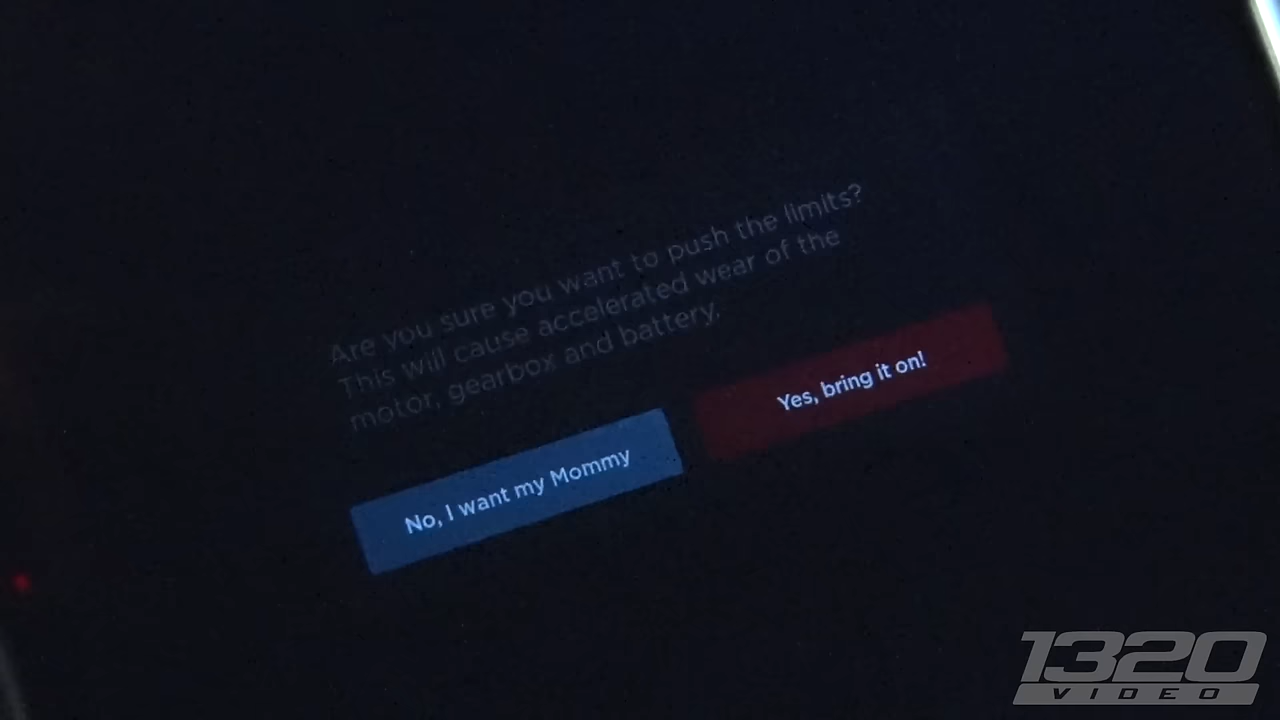 Are you sure you want to push the limits?
This will cause accelerated wear of the
motor, gearbox and battery.
No, I want my Mommy
Yes, bring it on!
1320
VIDEO